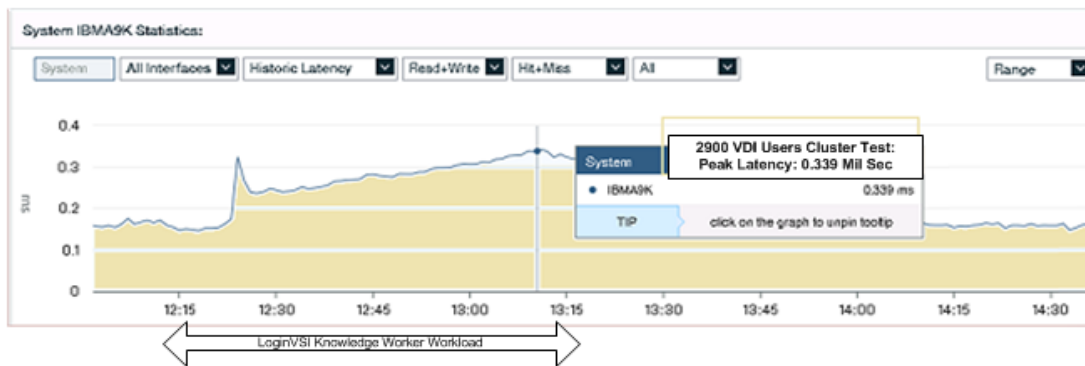 System IBMA9K Statistics:
System All Interfaces Historic Latency Read+Write Hit+Miss All Range
0.4
0.3
0.2
0.1
0
ms
2900 VDI Users Cluster Test:
Peak Latency: 0.339 Mil Sec
System
IBMA9K 0.339 ms
TIP click on the graph to unpin tooltip
12:15 12:30 12:45 13:00 13:15 13:30 13:45 14:00 14:15 14:30
LoginVSI Knowledge Worker Workload